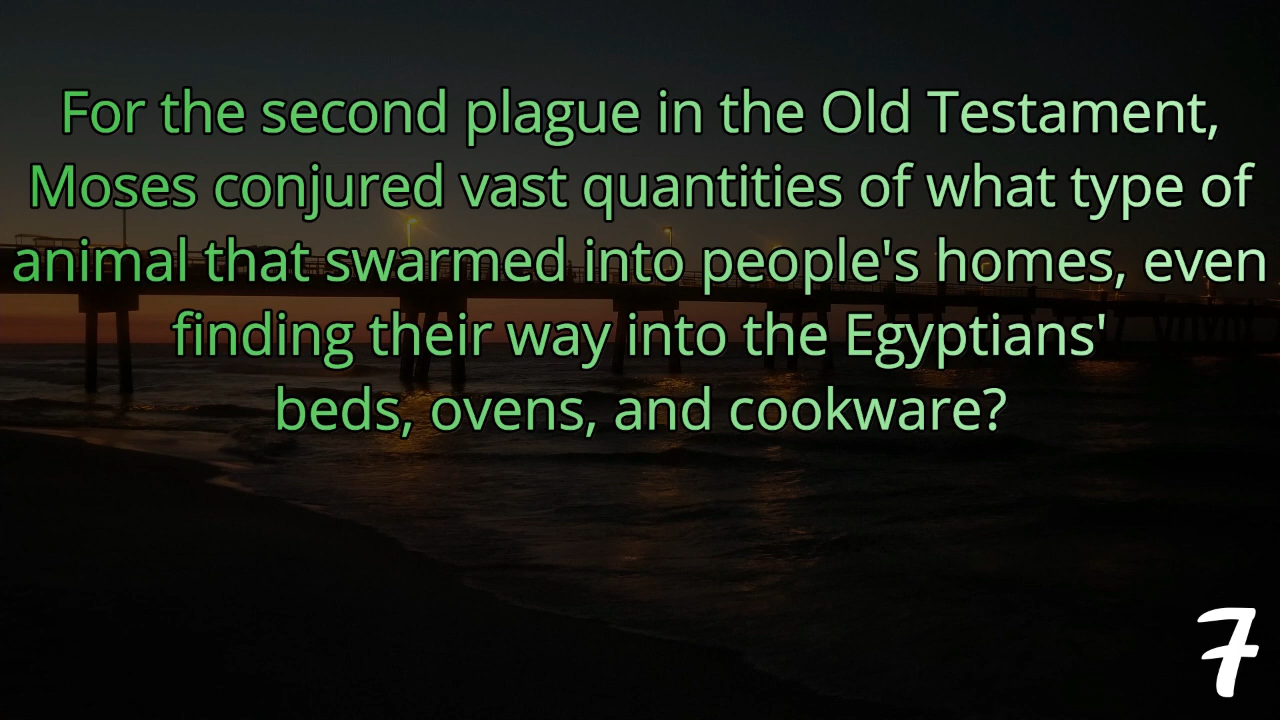 For the second plague in the Old Testament,
Moses conjured vast quantities of what type of
animal that swarmed into people's homes, even
finding their way into the Egyptians'
beds, ovens, and cookware?
7